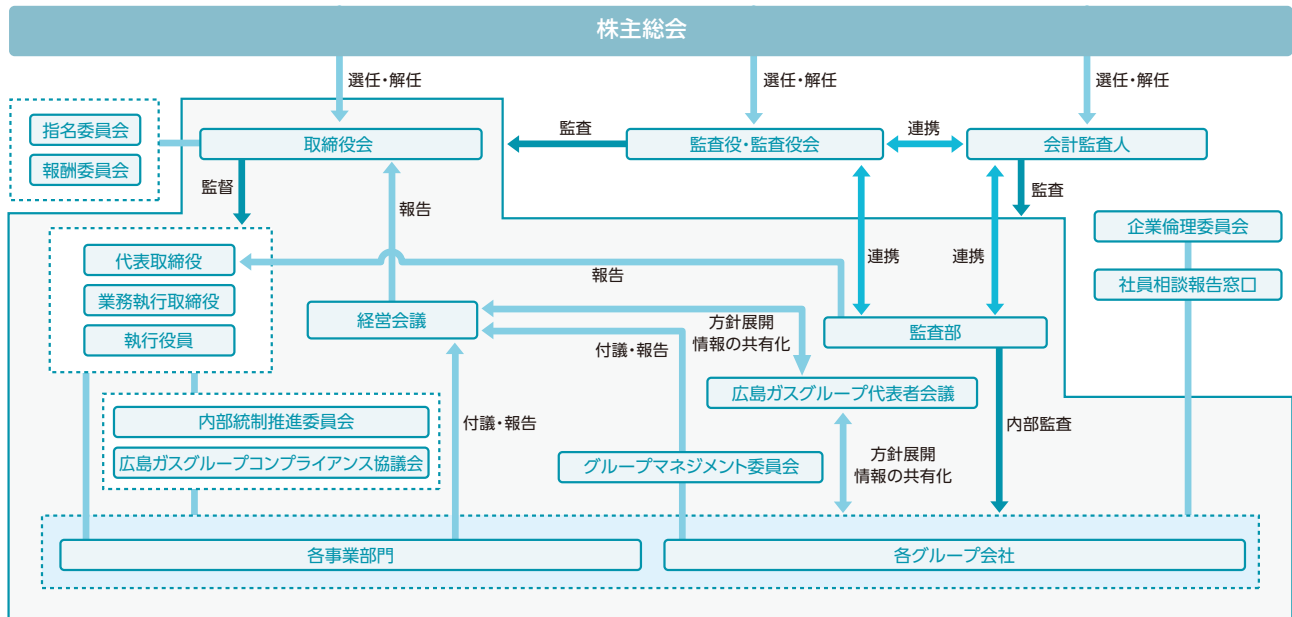 株主総会
選任・解任
選任・解任
選任・解任
指名委員会
報酬委員会
取締役会
監査
監査役・監査役会
連携
会計監査人
監督
報告
監査
企業倫理委員会
社員相談報告窓口
代表取締役
業務執行取締役
執行役員
報告
連携
連携
経営会議
方針展開
情報の共有化
付議・報告
監査部
広島ガスグループ代表者会議
内部統制推進委員会
広島ガスグループコンプライアンス協議会
付議・報告
グループマネジメント委員会
方針展開
情報の共有化
内部監査
各事業部門
各グループ会社